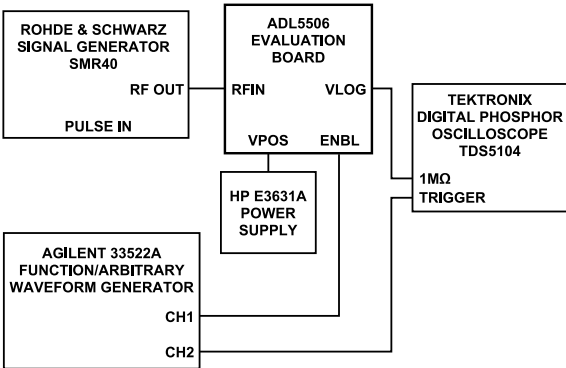 ROHDE & SCHWARZ
SIGNAL GENERATOR
SMR40
RF OUT
PULSE IN
ADL5506
EVALUATION
BOARD
RFIN
VLOG
VPOS
ENBL
HP E3631A
POWER
SUPPLY
TEKTRONIX
DIGITAL PHOSPHOR
OSCILLOSCOPE
TDS5104
1MΩ
TRIGGER
AGILENT 33522A
FUNCTION/ARBITRARY
WAVEFORM GENERATOR
CH1
CH2